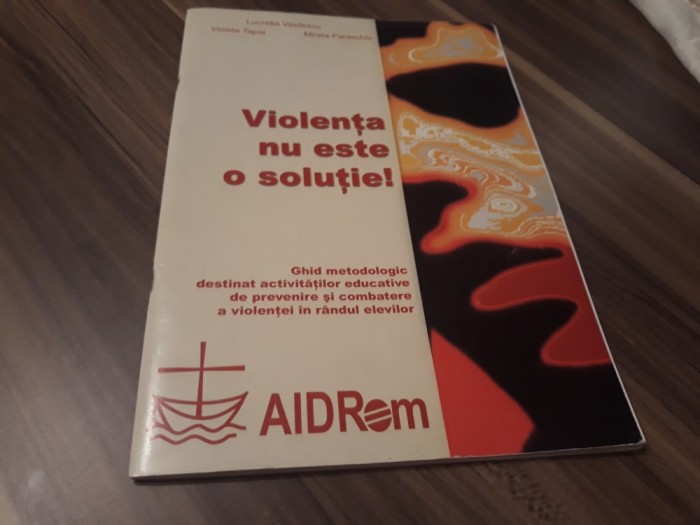 Lucreția Vasilescu
Violeta Tepei Mirela Paraschiv
Violența
nu este
o soluție!
Ghid metodologic
destinat activităților educative
de prevenire și combatere
a violenței în rândul elevilor
AIDRom